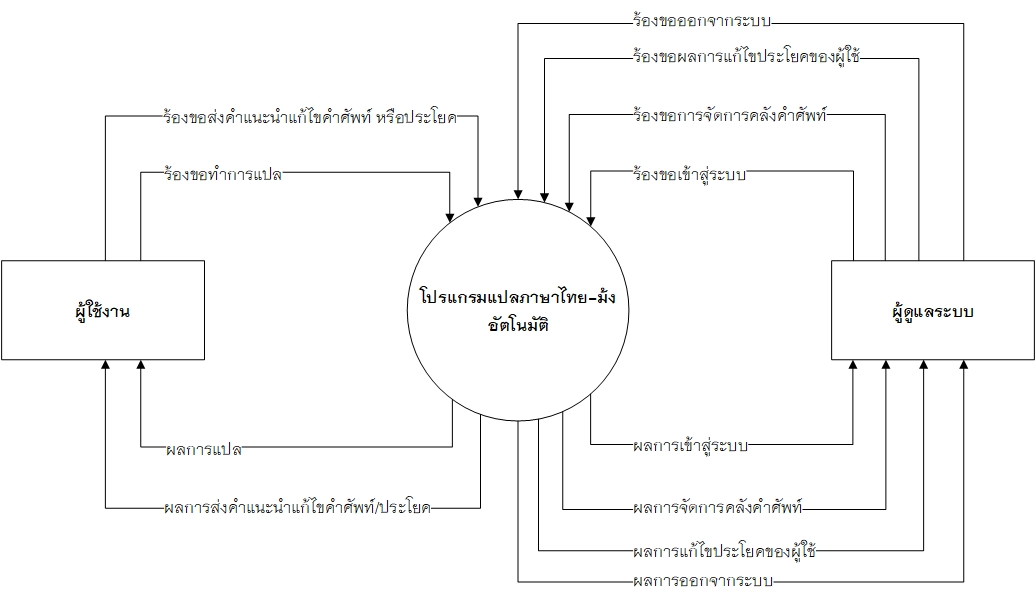 ร้องขอออกจากระบบ
ร้องขอผลการแก้ไขประโยคของผู้ใช้
ร้องขอส่งคำแนะนำแก้ไขคำศัพท์ หรือประโยค
ร้องขอการจัดการคลังคำศัพท์
ร้องขอทำการแปล
ร้องขอเข้าสู่ระบบ
ผู้ใช้งาน
โปรแกรมแปลภาษาไทย-ม้ง
อัตโนมัติ
ผู้ดูแลระบบ
ผลการแปล
ผลการเข้าสู่ระบบ
ผลการส่งคำแนะนำแก้ไขคำศัพท์/ประโยค
ผลการจัดการคลังคำศัพท์
ผลการแก้ไขประโยคของผู้ใช้
ผลการออกจากระบบ